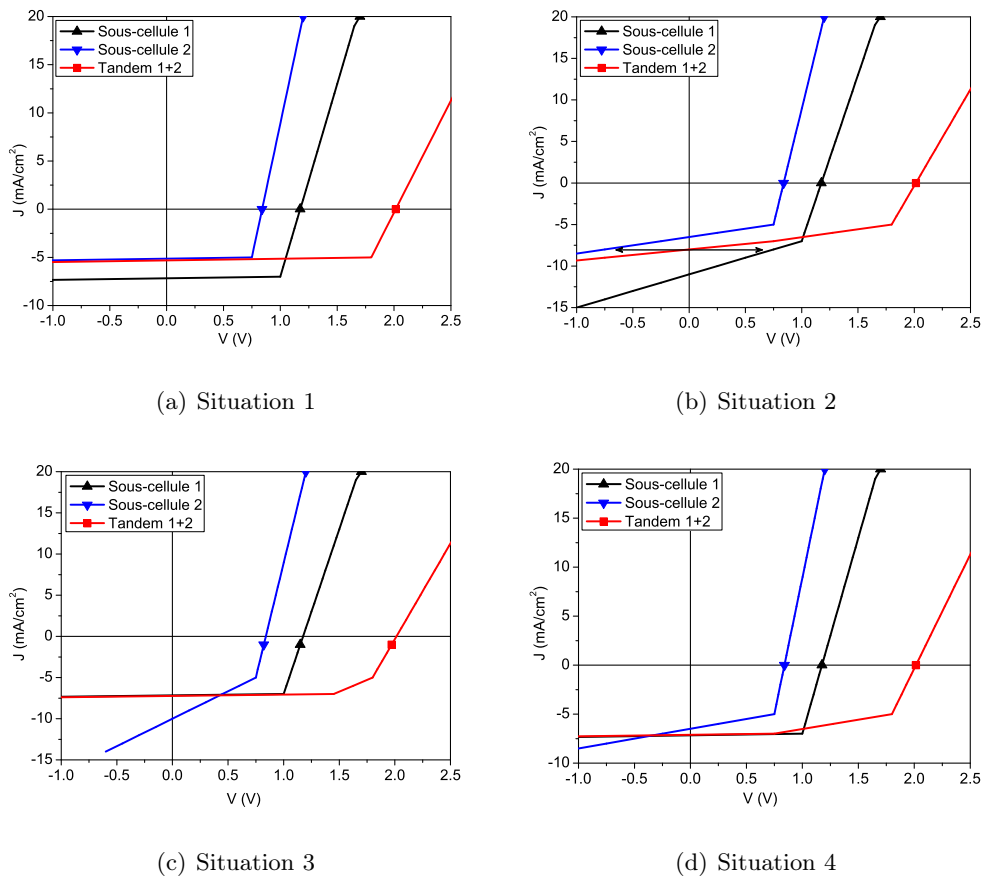 20
15
10
5
0
-5
-10
-1.0 -0.5 0.0 0.5 1.0 1.5 2.0 2.5
J (mA/cm²)
V (V)
Sous-cellule 1
Sous-cellule 2
Tandem 1+2
(a) Situation 1
20
15
10
5
0
-5
-10
-15
-1.0 -0.5 0.0 0.5 1.0 1.5 2.0 2.5
J (mA/cm²)
V (V)
Sous-cellule 1
Sous-cellule 2
Tandem 1+2
(b) Situation 2
20
15
10
5
0
-5
-10
-15
-1.0 -0.5 0.0 0.5 1.0 1.5 2.0 2.5
J (mA/cm²)
V (V)
Sous-cellule 1
Sous-cellule 2
Tandem 1+2
(c) Situation 3
20
15
10
5
0
-5
-10
-1.0 -0.5 0.0 0.5 1.0 1.5 2.0 2.5
J (mA/cm²)
V (V)
Sous-cellule 1
Sous-cellule 2
Tandem 1+2
(d) Situation 4